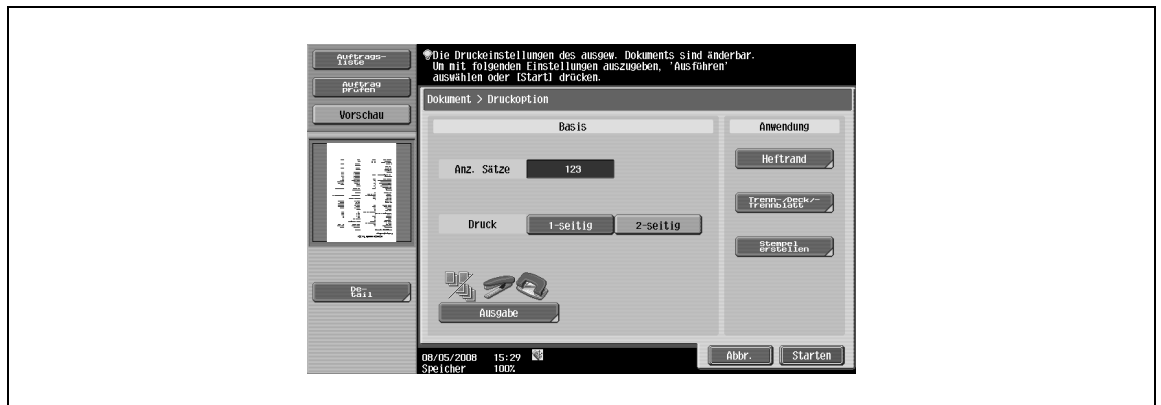 Auftrags-
liste
Auftrag
prüfen
Vorschau
De-
tail
Die Druckeinstellungen des ausgew. Dokuments sind änderbar.
Um mit folgenden Einstellungen auszugeben, 'Ausführen'
auswählen oder [Start] drücken.
Dokument > Druckoption
Basis
Anz. Sätze 123
Druck 1-seitig 2-seitig
Ausgabe
Anwendung
Heftrand
Trenn-/Deck/-
Trennblatt
Stempel
erstellen
08/05/2008 15:29
Speicher 100%
Abbr. Starten